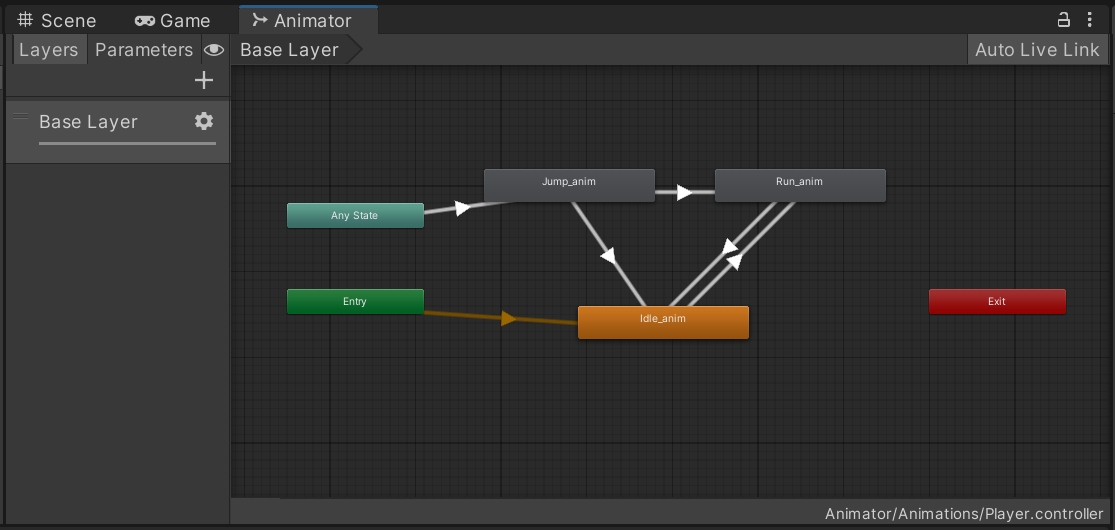 Scene Game Animator
Layers Parameters Base Layer Auto Live Link
Base Layer
Jump_anim Run_anim
Any State
Entry Exit
Idle_anim
Animator/Animations/Player.controller